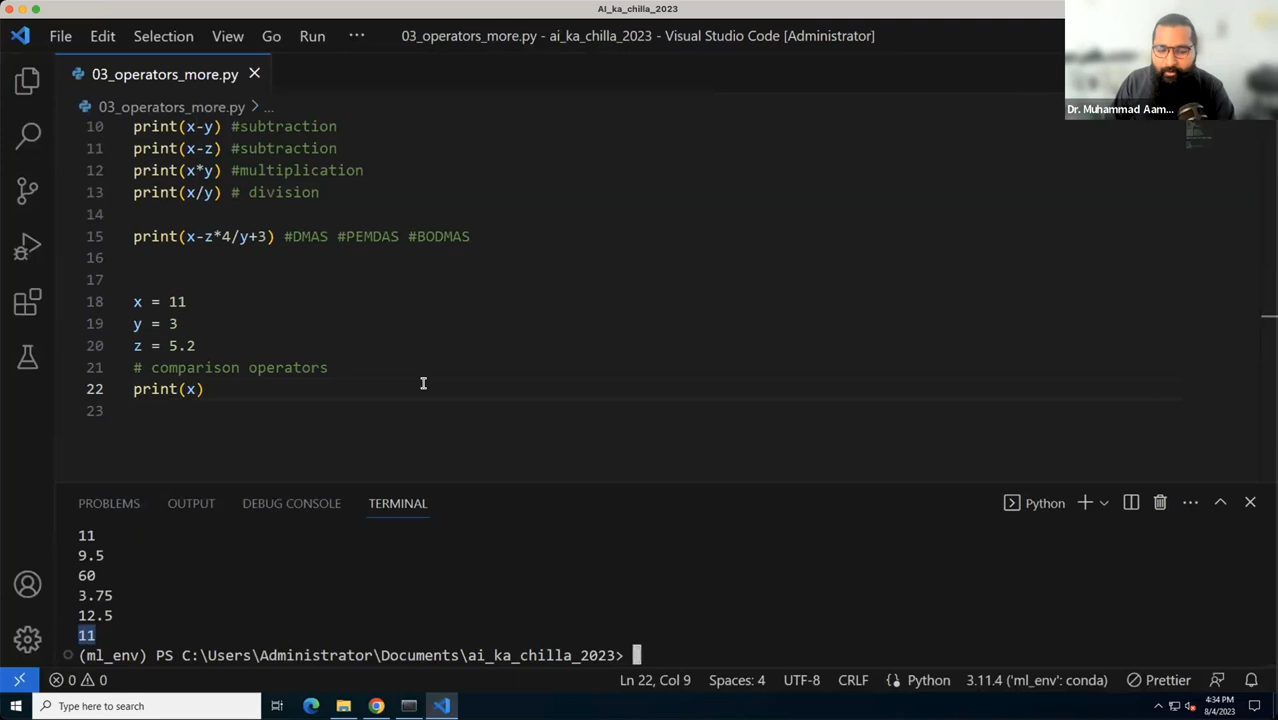 AI_ka_chilla_2023
File Edit Selection View Go Run ··· 03_operators_more.py - ai_ka_chilla_2023 - Visual Studio Code [Administrator]
Dr. Muhammad Aam...
03_operators_more.py
03_operators_more.py > ...
10 print(x-y) #subtraction
11 print(x-z) #subtraction
12 print(x*y) #multiplication
13 print(x/y) # division
14
15 print(x-z*4/y+3) #DMAS #PEMDAS #BODMAS
16
17
18 x = 11
19 y = 3
20 z = 5.2
21 # comparison operators
22 print(x)
23
PROBLEMS OUTPUT DEBUG CONSOLE TERMINAL Python
11
9.5
60
3.75
12.5
11
(ml_env) PS C:\Users\Administrator\Documents\ai_ka_chilla_2023>
0 0 Ln 22, Col 9 Spaces: 4 UTF-8 CRLF Python 3.11.4 ('ml_env': conda) Prettier
Type here to search
4:34 PM
8/4/2023